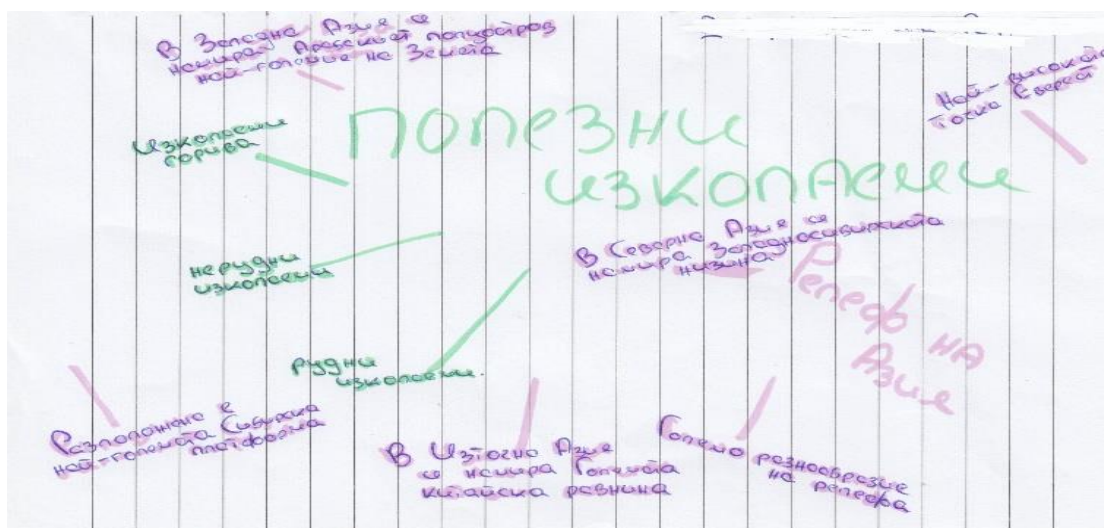 В Западна Азия се
намира Арабският полуостров
най-големие на Земята
Най-високата
точка Еверест
полезни
изкопаеми
Изкопаеми
горива
В Северна Азия се
намира Западносибирската
низина
нерудни
изкопаеми
Релеф на
Азия
рудни
изкопаеми.
Разположена е
най-голямата Сибирска
платформа
В Източна Азия
се намира Голямата
китайска равнина
Голямо разнообразие
на релефа